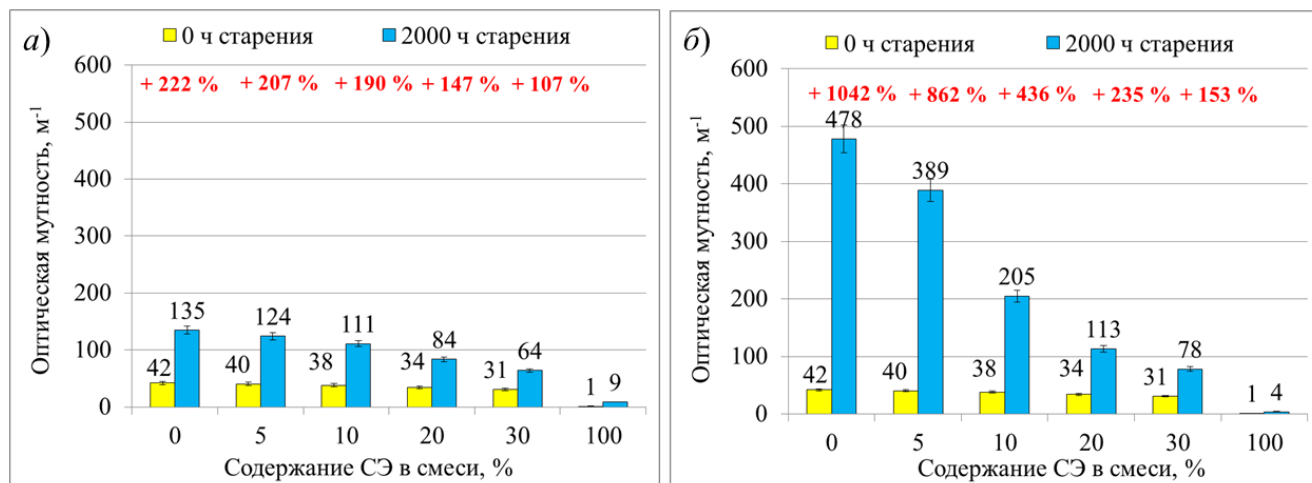 а)
0 ч старения 2000 ч старения
Оптическая мутность, м-1
600
500
400
300
200
100
0
+ 222 % + 207 % + 190 % + 147 % + 107 %
42 135
40 124
38 111
34 84
31 64
1 9
0 5 10 20 30 100
Содержание СЭ в смеси, %
б)
0 ч старения 2000 ч старения
Оптическая мутность, м-1
600
500
400
300
200
100
0
+ 1042 % + 862 % + 436 % + 235 % + 153 %
42 478
40 389
38 205
34 113
31 78
1 4
0 5 10 20 30 100
Содержание СЭ в смеси, %